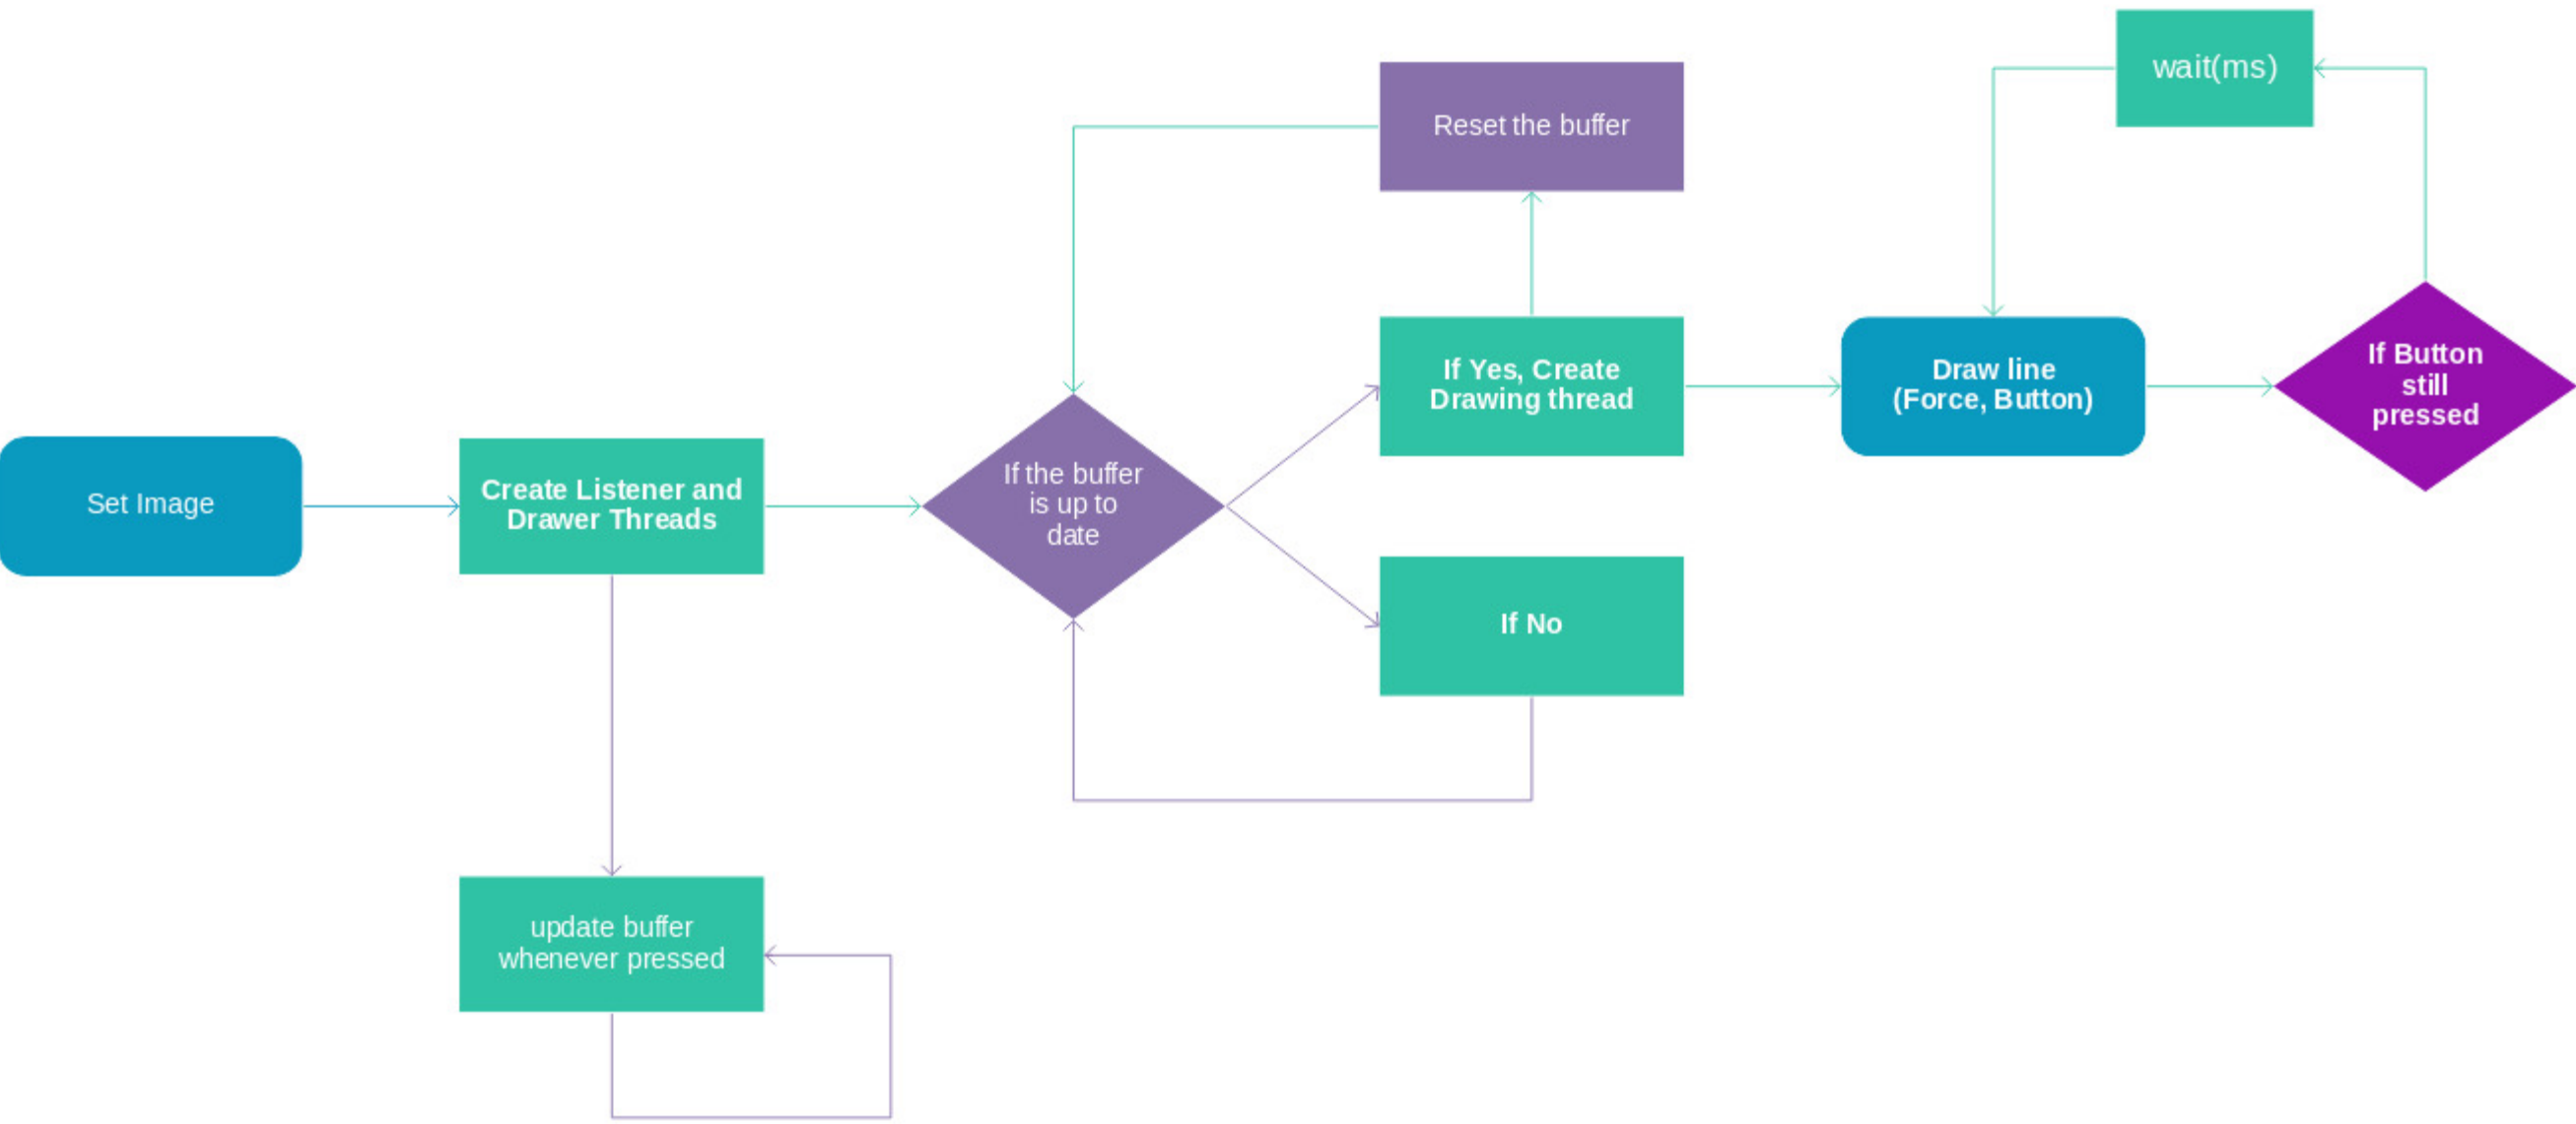 wait(ms)
Reset the buffer
If Button
still
pressed
If Yes, Create
Drawing thread
Draw line
(Force, Button)
Set Image
Create Listener and
Drawer Threads
If the buffer
is up to
date
If No
update buffer
whenever pressed